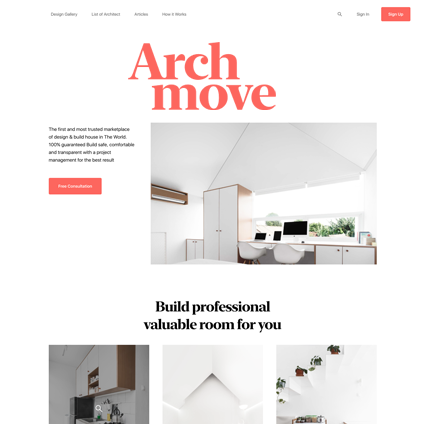 Design Gallery
List of Architect
Articles
How it Works
Sign In
Sign Up
Arch
move
The first and most trusted marketplace
of design & build house in The World.
100% guaranteed Build safe, comfortable
and transparent with a project
management for the best result
Free Consultation
Build professional
valuable room for you